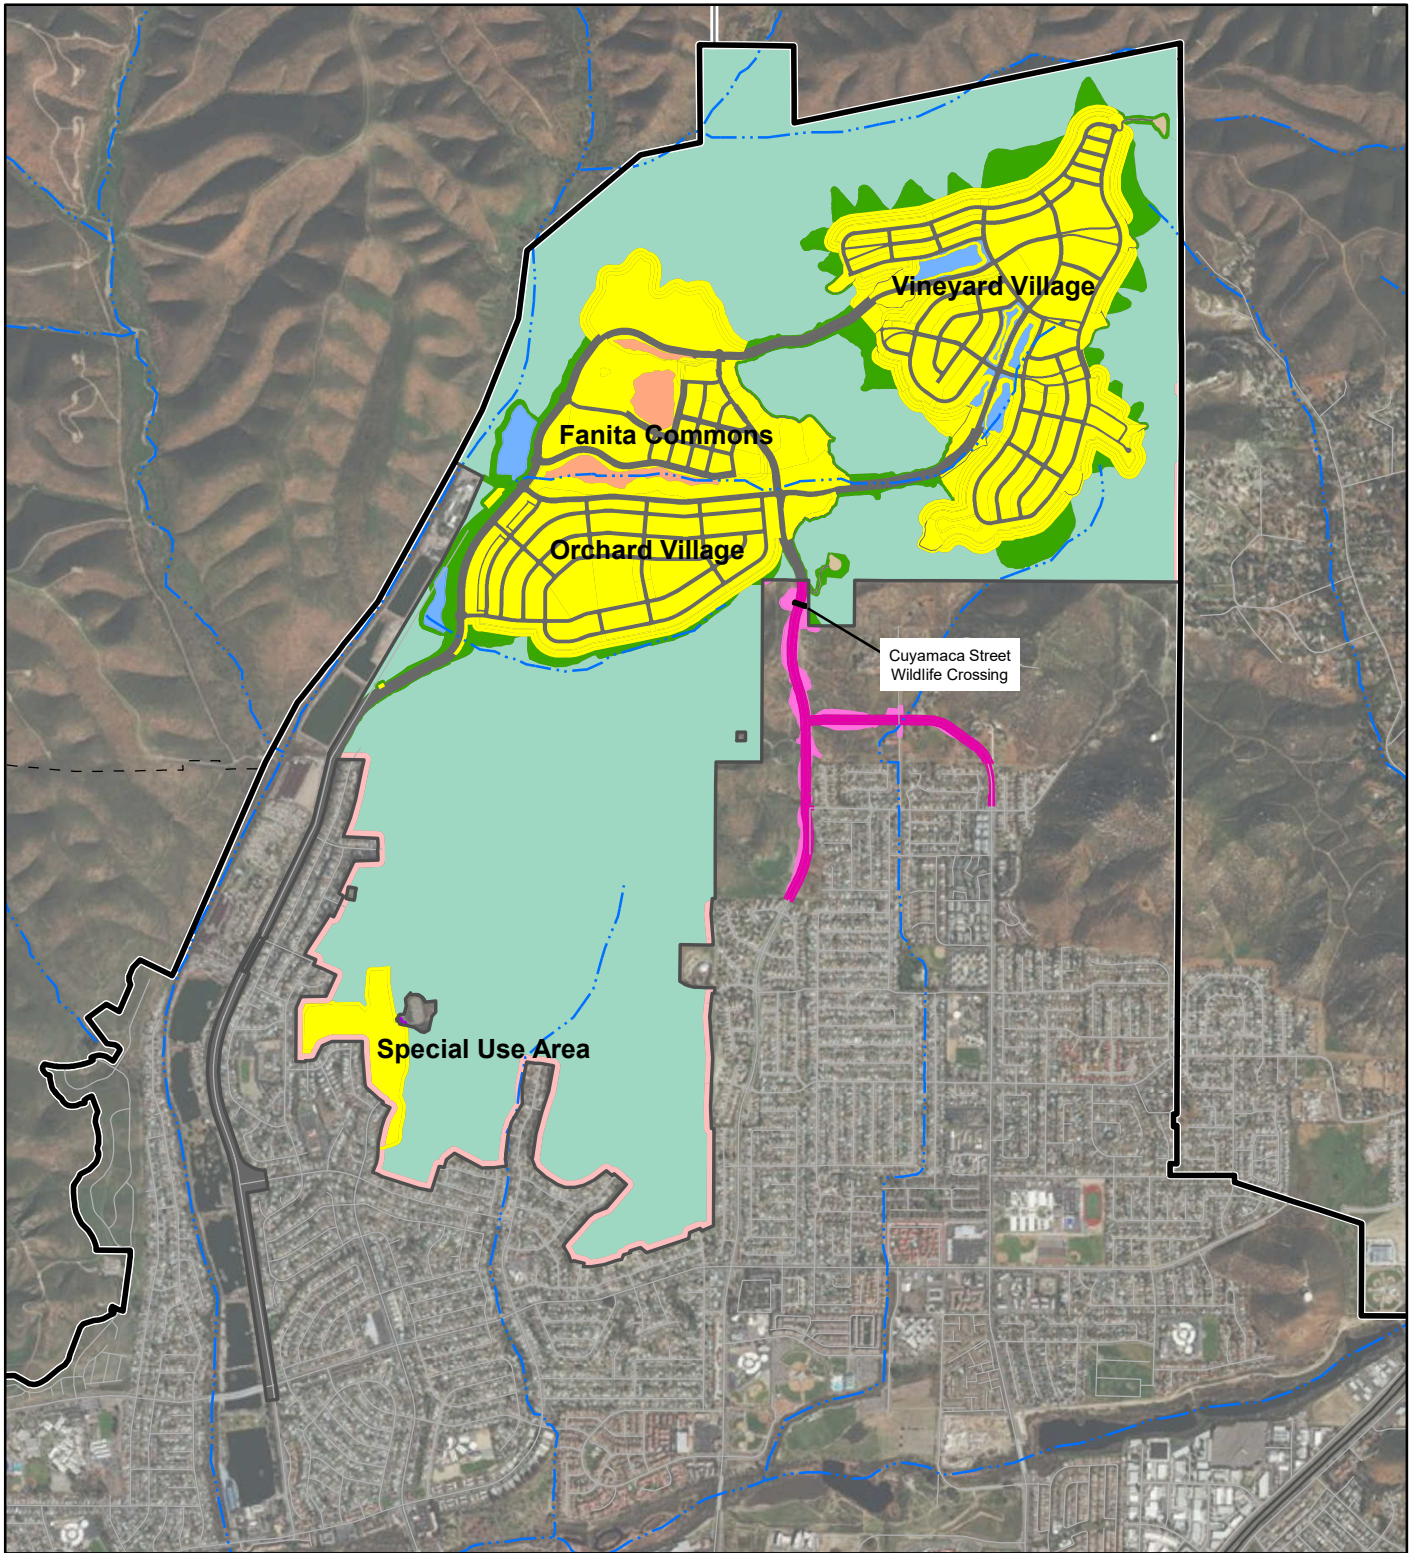 Vineyard Village
Fanita Commons
Orchard Village
Cuyamaca Street
Wildlife Crossing
Special Use Area